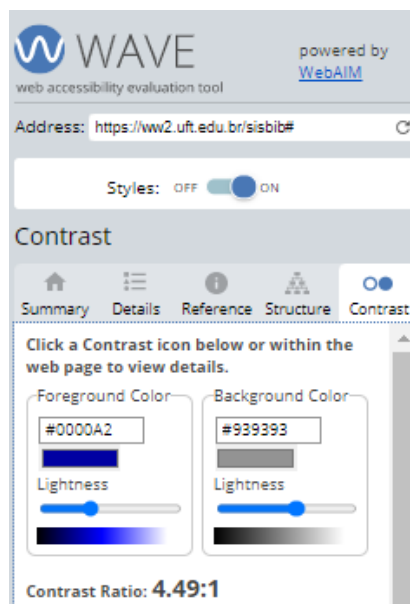 WAVE
web accessibility evaluation tool
powered by
WebAIM
Address: https://ww2.uft.edu.br/sisbib#
Styles: OFF ON
Contrast
Summary Details Reference Structure Contrast
Click a Contrast icon below or within the
web page to view details.
Foreground Color Background Color
#0000A2 #939393
Lightness Lightness
Contrast Ratio: 4.49:1